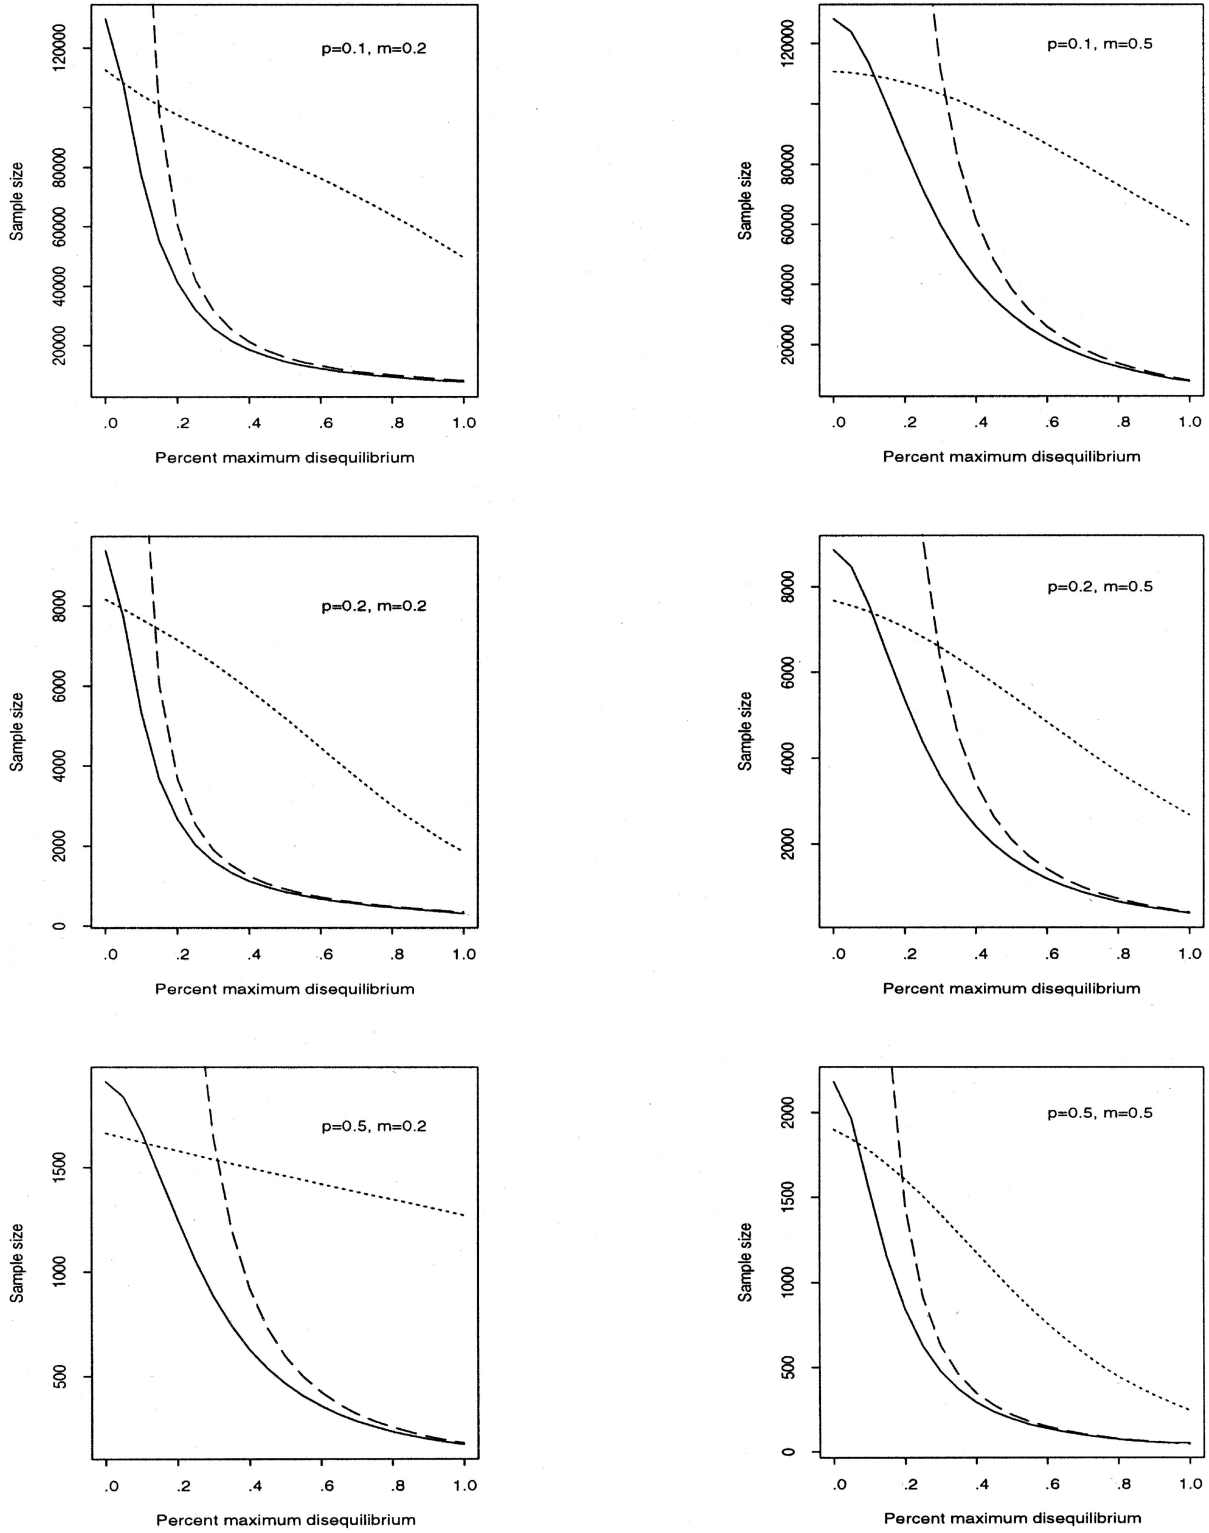 p=0.1, m=0.2
120000
80000
60000
40000
20000
Sample size
.0 .2 .4 .6 .8 1.0
Percent maximum disequilibrium
p=0.1, m=0.5
120000
80000
60000
40000
20000
Sample size
.0 .2 .4 .6 .8 1.0
Percent maximum disequilibrium
p=0.2, m=0.2
8000
6000
4000
2000
0
Sample size
.0 .2 .4 .6 .8 1.0
Percent maximum disequilibrium
p=0.2, m=0.5
8000
6000
4000
2000
Sample size
.0 .2 .4 .6 .8 1.0
Percent maximum disequilibrium
p=0.5, m=0.2
1500
1000
500
Sample size
.0 .2 .4 .6 .8 1.0
Percent maximum disequilibrium
p=0.5, m=0.5
2000
1500
1000
500
0
Sample size
.0 .2 .4 .6 .8 1.0
Percent maximum disequilibrium